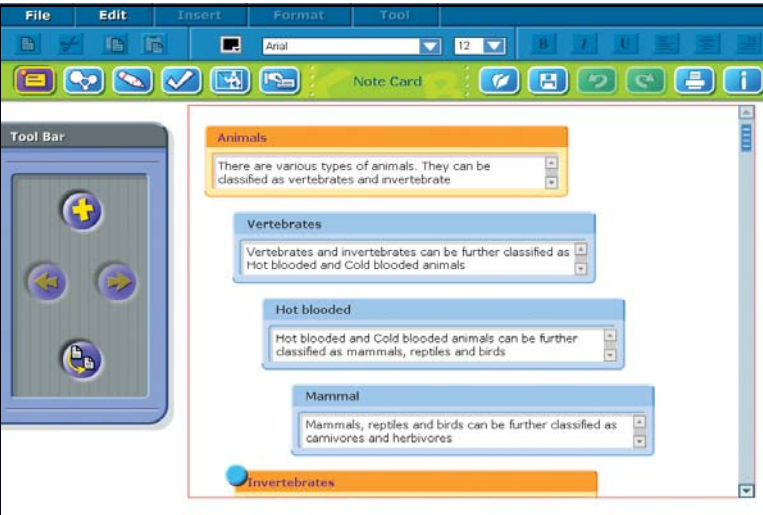 File Edit Insert Format Tool
Arial 12 B I U
Note Card
Tool Bar
Animals
There are various types of animals. They can be
classified as vertebrates and invertebrate
Vertebrates
Vertebrates and invertebrates can be further classified as
Hot blooded and Cold blooded animals
Hot blooded
Hot blooded and Cold blooded animals can be further
classified as mammals, reptiles and birds
Mammal
Mammals, reptiles and birds can be further classified as
carnivores and herbivores
Invertebrates